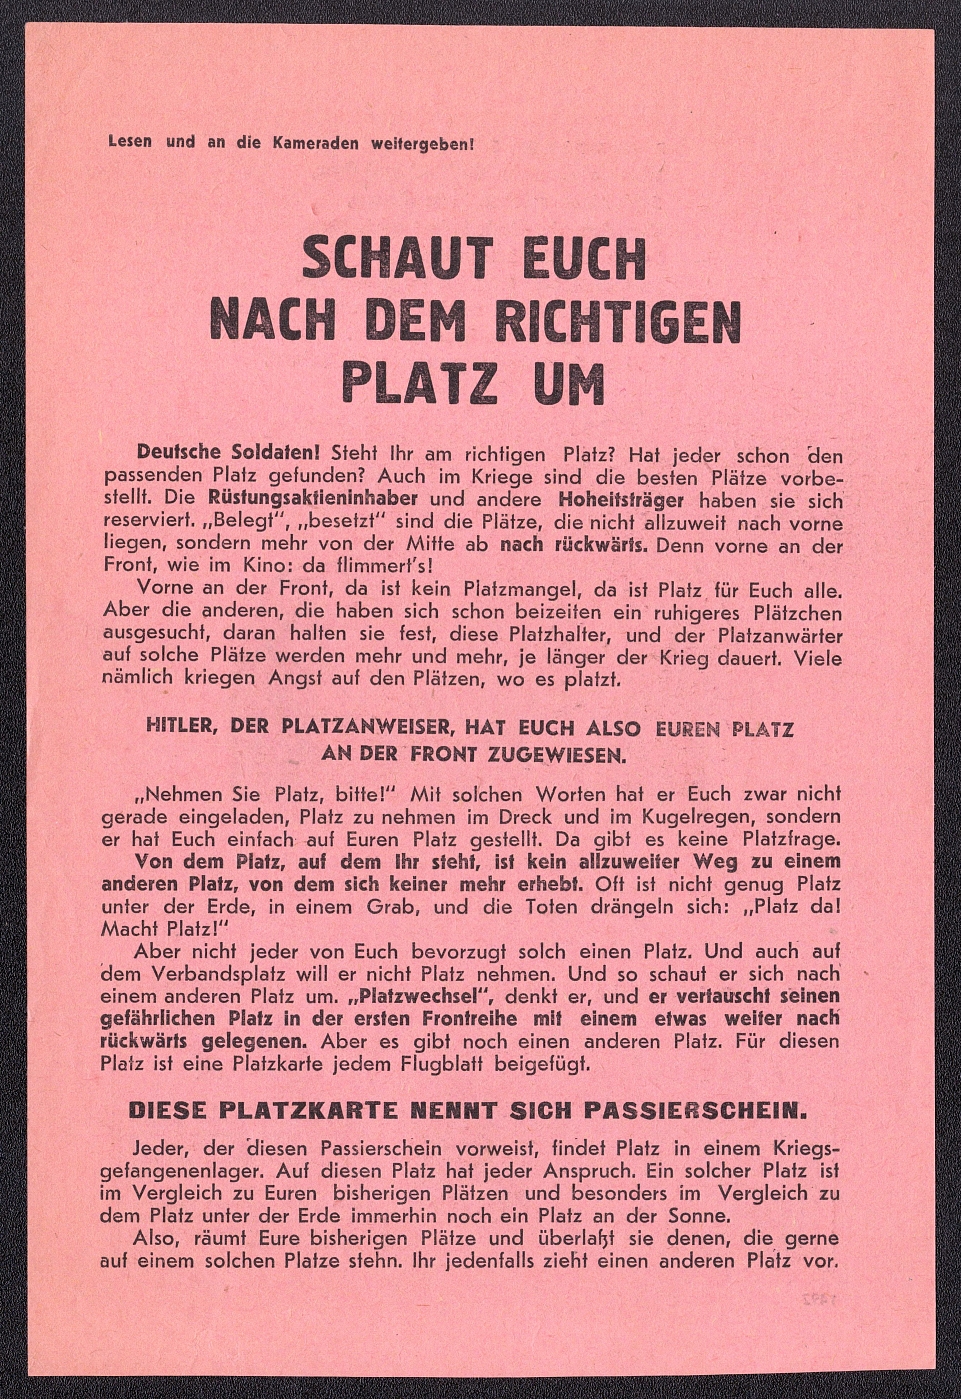 Lesen und an die Kameraden weitergeben!
SCHAUT EUCH
NACH DEM RICHTIGEN
PLATZ UM
Deutsche Soldaten! Steht Ihr am richtigen Platz? Hat jeder schon den
passenden Platz gefunden? Auch im Kriege sind die besten Plätze vorbe-
stellt. Die Rüstungsaktieninhaber und andere Hoheitsträger haben sie sich
reserviert. „Belegt“, „besetzt“ sind die Plätze, die nicht allzuweit nach vorne
liegen, sondern mehr von der Mitte ab nach rückwärts. Denn vorne an der
Front, wie im Kino: da flimmert's!
Vorne an der Front, da ist kein Platzmangel, da ist Platz für Euch alle.
Aber die anderen, die haben sich schon beizeiten ein ruhigeres Plätzchen
ausgesucht, daran halten sie fest, diese Platzhalter, und der Platzanwärter
auf solche Plätze werden mehr und mehr, je länger der Krieg dauert. Viele
nämlich kriegen Angst auf den Plätzen, wo es platzt.
HITLER, DER PLATZANWEISER, HAT EUCH ALSO EUREN PLATZ
AN DER FRONT ZUGEWIESEN.
„Nehmen Sie Platz, bitte!“ Mit solchen Worten hat er Euch zwar nicht
gerade eingeladen, Platz zu nehmen im Dreck und im Kugelregen, sondern
er hat Euch einfach auf Euren Platz gestellt. Da gibt es keine Platzfrage.
Von dem Platz, auf dem Ihr steht, ist kein allzuweiter Weg zu einem
anderen Platz, von dem sich keiner mehr erhebt. Oft ist nicht genug Platz
unter der Erde, in einem Grab, und die Toten drängeln sich: „Platz da!
Macht Platz!“
Aber nicht jeder von Euch bevorzugt solch einen Platz. Und auch auf
dem Verbandsplatz will er nicht Platz nehmen. Und so schaut er sich nach
einem anderen Platz um. „Platzwechsel“, denkt er, und er vertauscht seinen
gefährlichen Platz in der ersten Frontreihe mit einem etwas weiter nach
rückwärts gelegenen. Aber es gibt noch einen anderen Platz. Für diesen
Platz ist eine Platzkarte jedem Flugblatt beigefügt.
DIESE PLATZKARTE NENNT SICH PASSIERSCHEIN.
Jeder, der diesen Passierschein vorweist, findet Platz in einem Kriegs-
gefangenenlager. Auf diesen Platz hat jeder Anspruch. Ein solcher Platz ist
im Vergleich zu Euren bisherigen Plätzen und besonders im Vergleich zu
dem Platz unter der Erde immerhin noch ein Platz an der Sonne.
Also, räumt Eure bisherigen Plätze und überlaßt sie denen, die gerne
auf einem solchen Platze stehn. Ihr jedenfalls zieht einen anderen Platz vor.